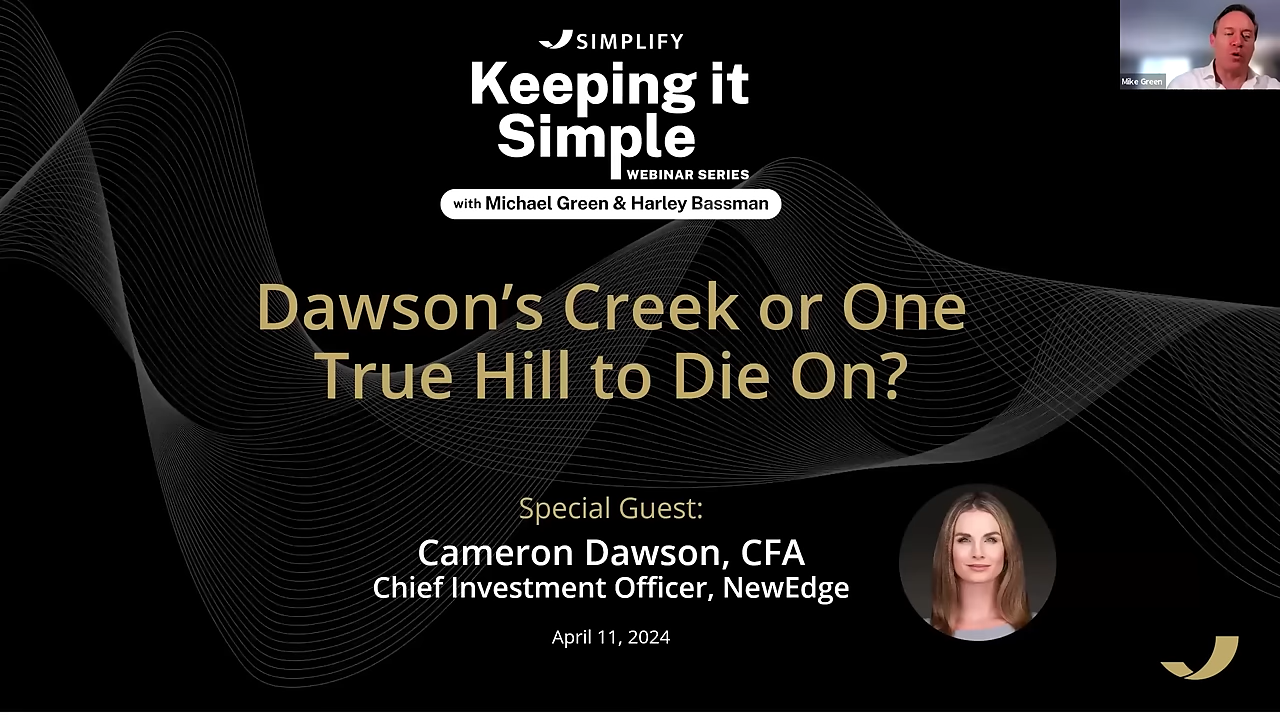 SIMPLIFY
Keeping it
Simple
WEBINAR SERIES
with Michael Green & Harley Bassman
Mike Green
Dawson’s Creek or One
True Hill to Die On?
Special Guest:
Cameron Dawson, CFA
Chief Investment Officer, NewEdge
April 11, 2024